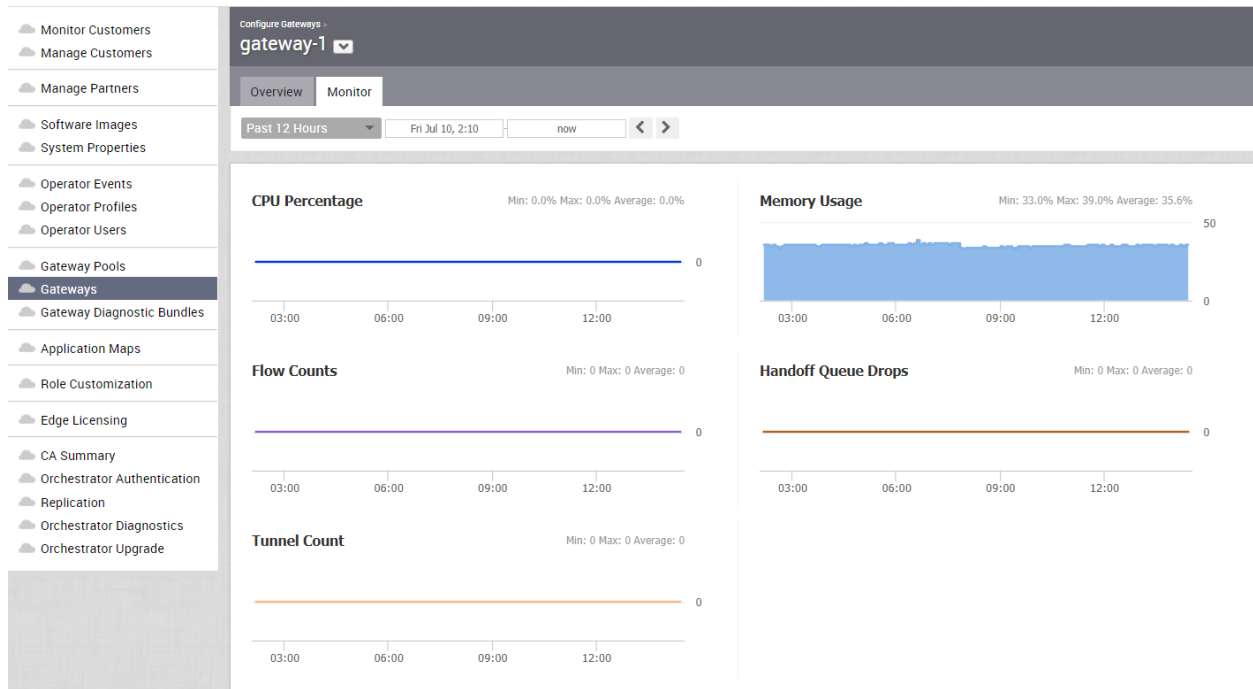 Monitor Customers
Manage Customers
Manage Partners
Software Images
System Properties
Operator Events
Operator Profiles
Operator Users
Gateway Pools
Gateways
Gateway Diagnostic Bundles
Application Maps
Role Customization
Edge Licensing
CA Summary
Orchestrator Authentication
Replication
Orchestrator Diagnostics
Orchestrator Upgrade
Configure Gateways >
gateway-1
Overview Monitor
Past 12 Hours Fri Jul 10, 2:10 - now
CPU Percentage Min: 0.0% Max: 0.0% Average: 0.0%
0
03:00 06:00 09:00 12:00
Memory Usage Min: 33.0% Max: 39.0% Average: 35.6%
50
0
03:00 06:00 09:00 12:00
Flow Counts Min: 0 Max: 0 Average: 0
0
03:00 06:00 09:00 12:00
Handoff Queue Drops Min: 0 Max: 0 Average: 0
0
03:00 06:00 09:00 12:00
Tunnel Count Min: 0 Max: 0 Average: 0
0
03:00 06:00 09:00 12:00